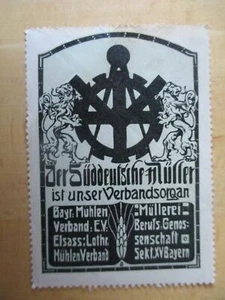 Der Süddeutsche Müller
ist unser Verbandsorgan
Bayr. Mühlen Müllerei
Verband: E.V. Berufs. Genos-
Elsass: Lothr. senschaft
Mühlen Verband Sekt. XV Bayern